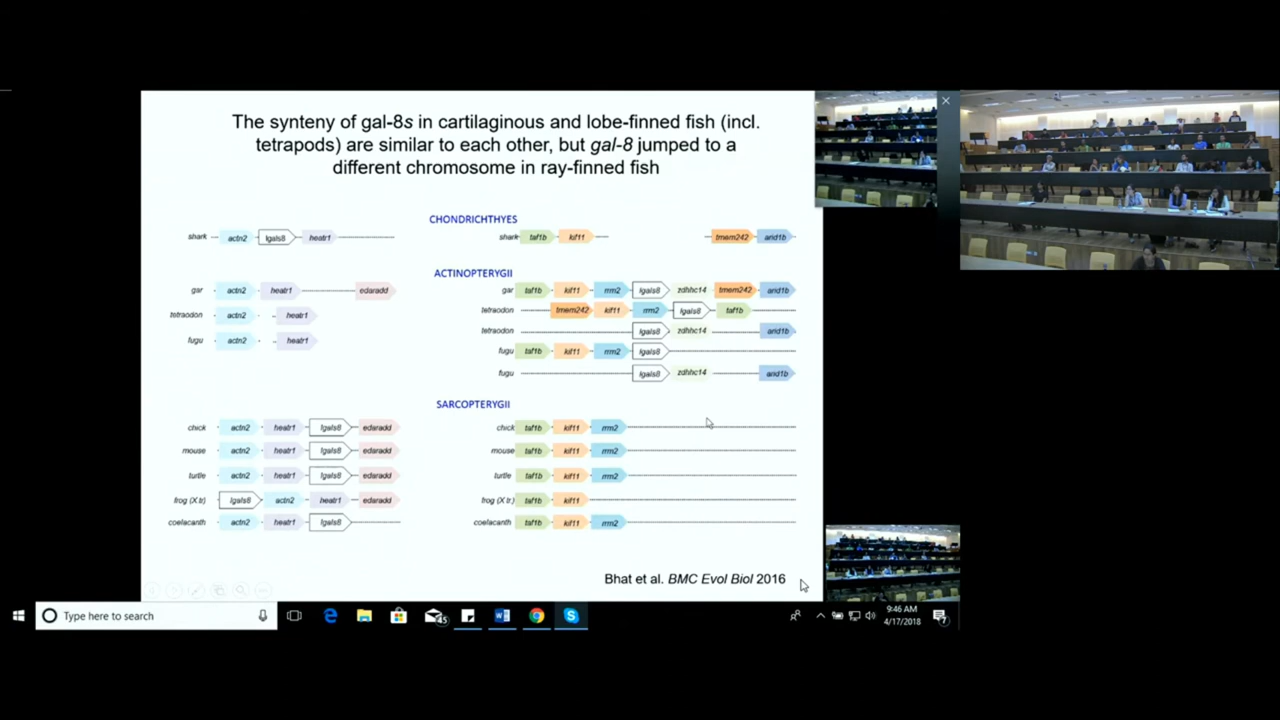 The synteny of gal-8s in cartilaginous and lobe-finned fish (incl.
tetrapods) are similar to each other, but gal-8 jumped to a
different chromosome in ray-finned fish
CHONDRICHTHYES
shark actn2 lgals8 heatr1
shark taf1b kif11 tmem242 arid1b
ACTINOPTERYGII
gar actn2 heatr1 edaradd
gar taf1b kif11 rrm2 lgals8 zdhhc14 tmem242 arid1b
tetraodon actn2 heatr1
tetraodon tmem242 kif11 rrm2 lgals8 taf1b
tetraodon lgals8 zdhhc14 arid1b
fugu actn2 heatr1
fugu taf1b kif11 rrm2 lgals8
fugu lgals8 zdhhc14 arid1b
SARCOPTERYGII
chick actn2 heatr1 lgals8 edaradd
chick taf1b kif11 rrm2
mouse actn2 heatr1 lgals8 edaradd
mouse taf1b kif11 rrm2
turtle actn2 heatr1 lgals8 edaradd
turtle taf1b kif11 rrm2
frog (X.tr) lgals8 actn2 heatr1 edaradd
frog (X.tr.) taf1b kif11
coelacanth actn2 heatr1 lgals8
coelacanth taf1b kif11 rrm2
Bhat et al. BMC Evol Biol 2016
Type here to search
45
9:46 AM
4/17/2018
7